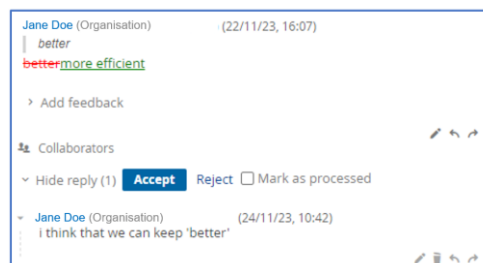 Jane Doe (Organisation) (22/11/23, 16:07)
better
bettermore efficient
Add feedback
Collaborators
Hide reply (1) Accept Reject Mark as processed
Jane Doe (Organisation) (24/11/23, 10:42)
i think that we can keep 'better'